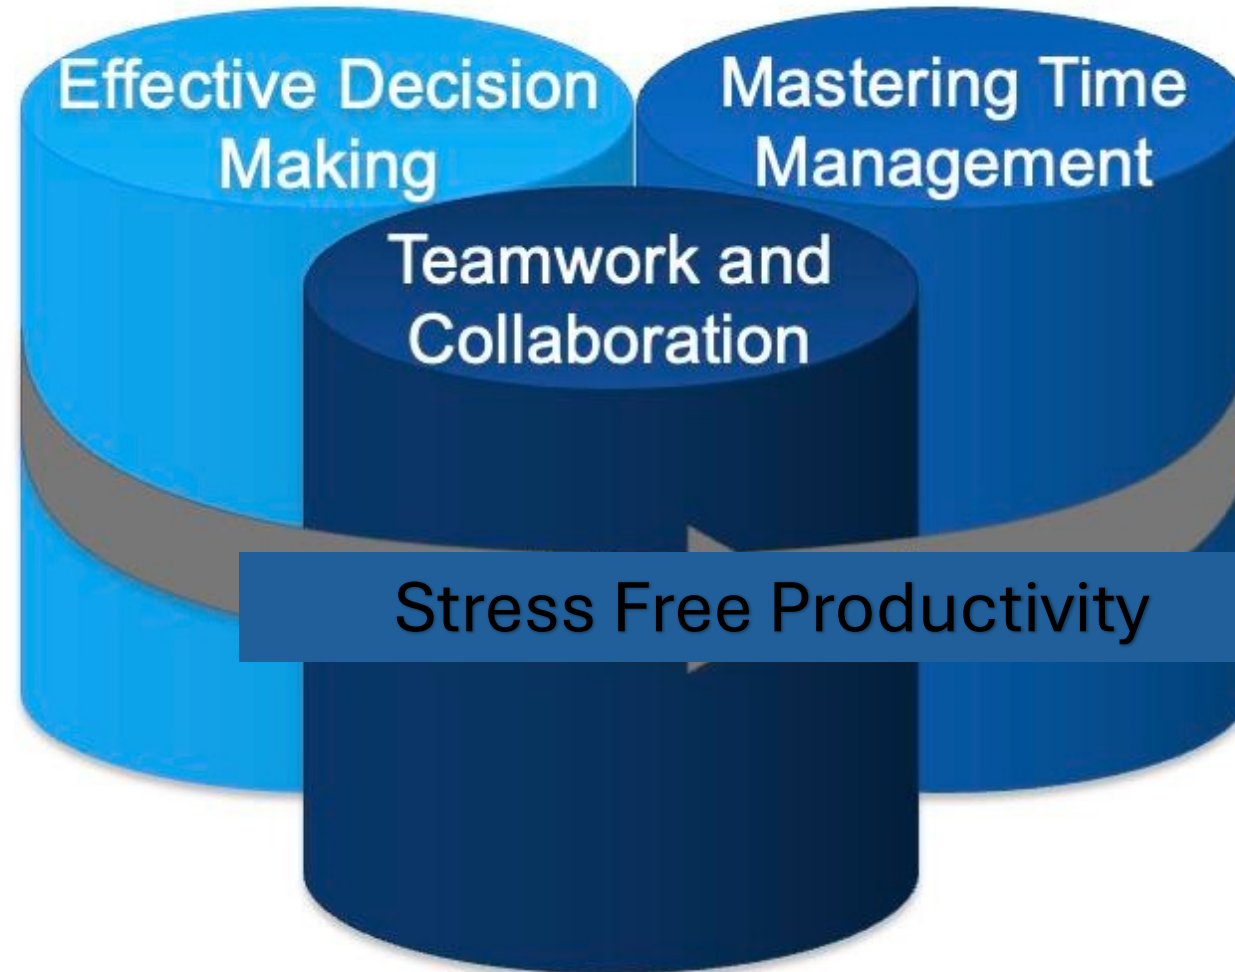 Effective Decision
Making
Mastering Time
Management
Teamwork and
Collaboration
Stress Free Productivity